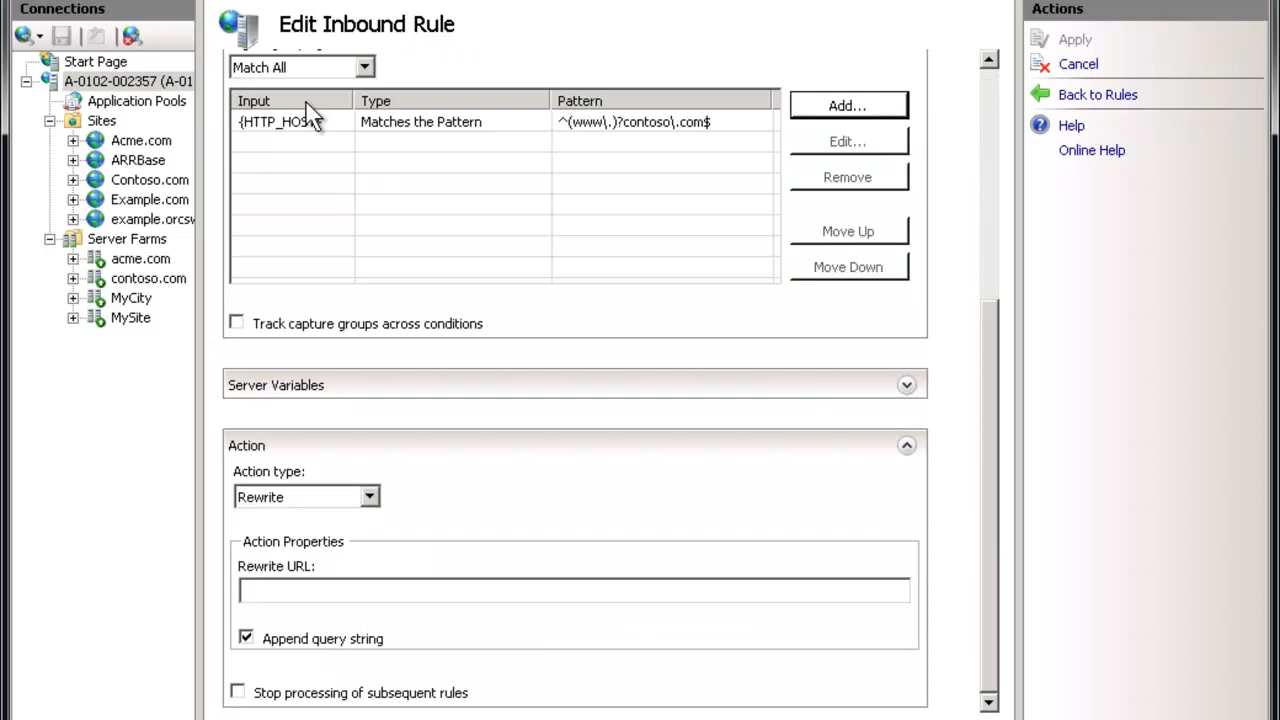 Connections
Start Page
A-0102-002357 (A-01
Application Pools
Sites
Acme.com
ARRBase
Contoso.com
Example.com
example.orcsw
Server Farms
acme.com
contoso.com
MyCity
MySite
Edit Inbound Rule
Match All
Input Type Pattern
{HTTP_HOST} Matches the Pattern ^(www\.)?contoso\.com$
Add...
Edit...
Remove
Move Up
Move Down
Track capture groups across conditions
Server Variables
Action
Action type:
Rewrite
Action Properties
Rewrite URL:
Append query string
Stop processing of subsequent rules
Actions
Apply
Cancel
Back to Rules
Help
Online Help